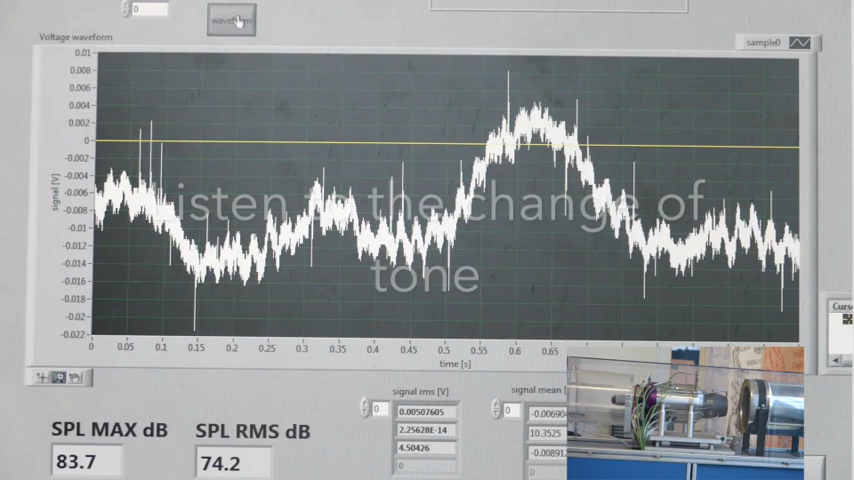 0
waveform
Voltage waveform
sample0
0.01
0.008
0.006
0.004
0.002
0
-0.002
-0.004
-0.006
-0.008
-0.01
-0.012
-0.014
-0.016
-0.018
-0.02
-0.022
signal [V]
Listen to the change of
tone
0 0.05 0.1 0.15 0.2 0.25 0.3 0.35 0.4 0.45 0.5 0.55 0.6 0.65
time [s]
Curs
signal rms [V]
0
0.00507605
2.25628E-14
4.50426
0
signal mean
0
-0.00690
10.3525
-0.00891
0
SPL MAX dB
83.7
SPL RMS dB
74.2